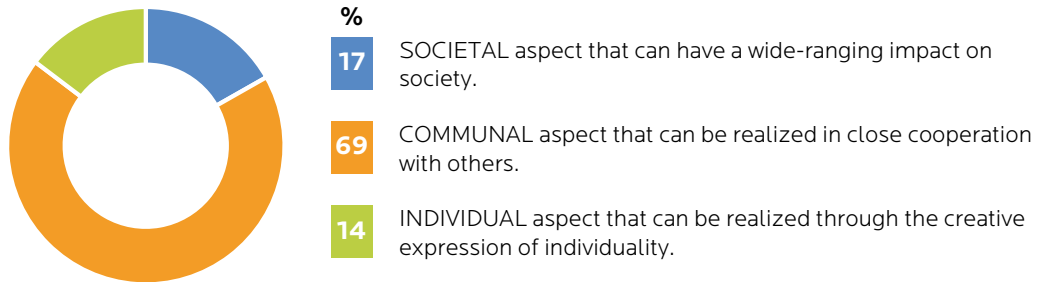 %
17
SOCIETAL aspect that can have a wide-ranging impact on
society.
69
COMMUNAL aspect that can be realized in close cooperation
with others.
14
INDIVIDUAL aspect that can be realized through the creative
expression of individuality.